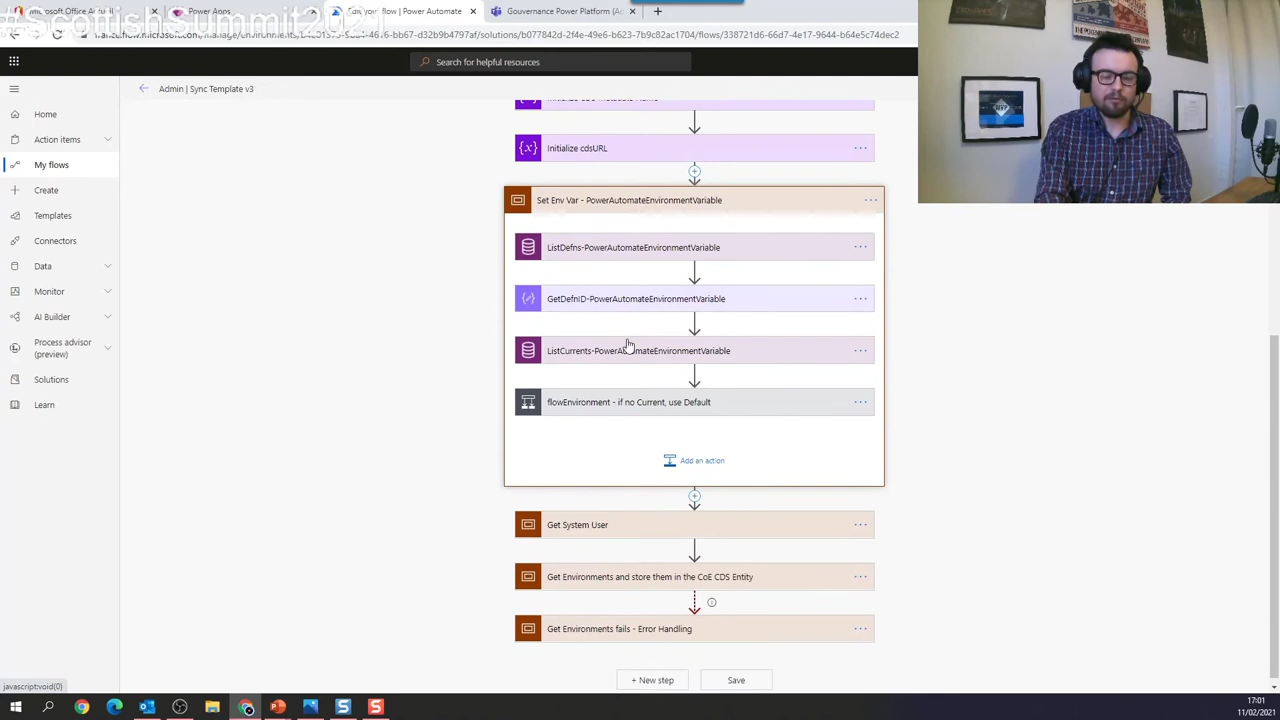 #ScottishSummit2021
Power Apps
your flow | Power Automate
Gouvernance Power Platform (Ad
Search for helpful resources
Admin | Sync Template v3
Home
Action items
My flows
Create
Templates
Connectors
Data
Monitor
AI Builder
Process advisor
(preview)
Solutions
Learn
Initialize cdsURL
Set Env Var - PowerAutomateEnvironmentVariable
ListDefns-PowerAutomateEnvironmentVariable
GetDefnID-PowerAutomateEnvironmentVariable
ListCurrents-PowerAutomateEnvironmentVariable
flowEnvironment - if no Current, use Default
Add an action
Get System User
Get Environments and store them in the CoE CDS Entity
Get Environments fails - Error Handling
+ New step
Save
javascript:void(0)
17:01
11/02/2021